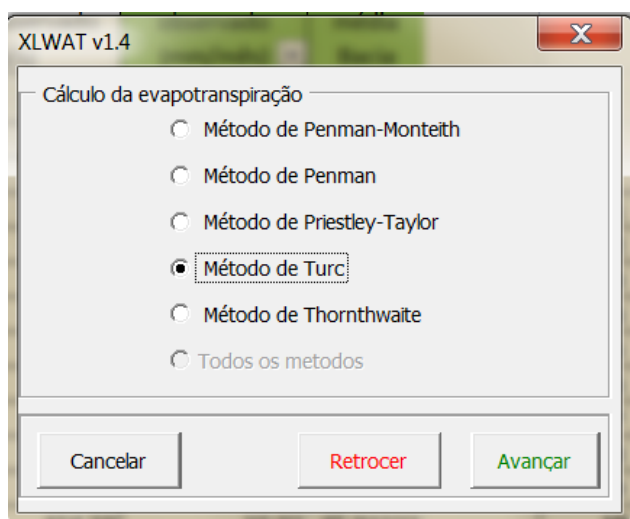 XLWAT v1.4
Cálculo da evapotranspiração
Método de Penman-Monteith
Método de Penman
Método de Priestley-Taylor
Método de Turc
Método de Thornthwaite
Todos os metodos
Cancelar
Retrocer
Avançar